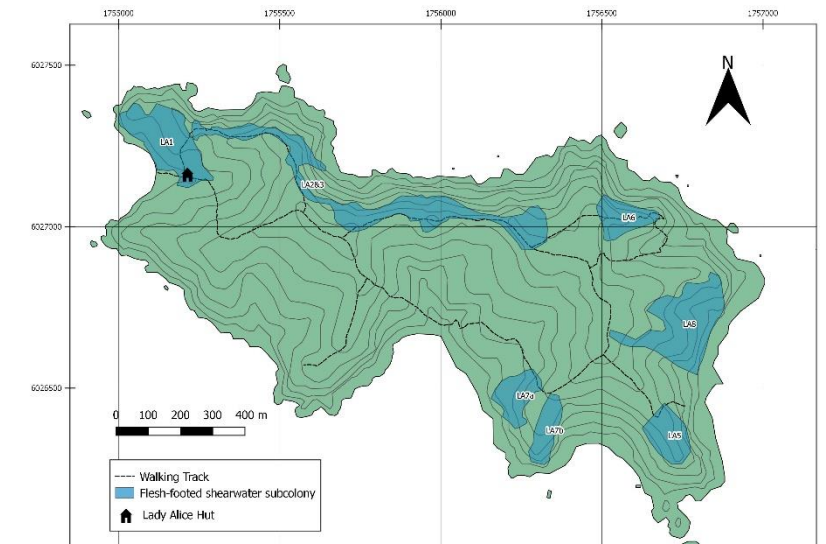 1755000 1755500 1756000 1756500 1757000
6027500
N
LA1
LA2&3
LA6
6027000
LA8
6026500
LA7a
LA7b
LA5
0 100 200 300 400 m
Walking Track
Flesh-footed shearwater subcolony
Lady Alice Hut